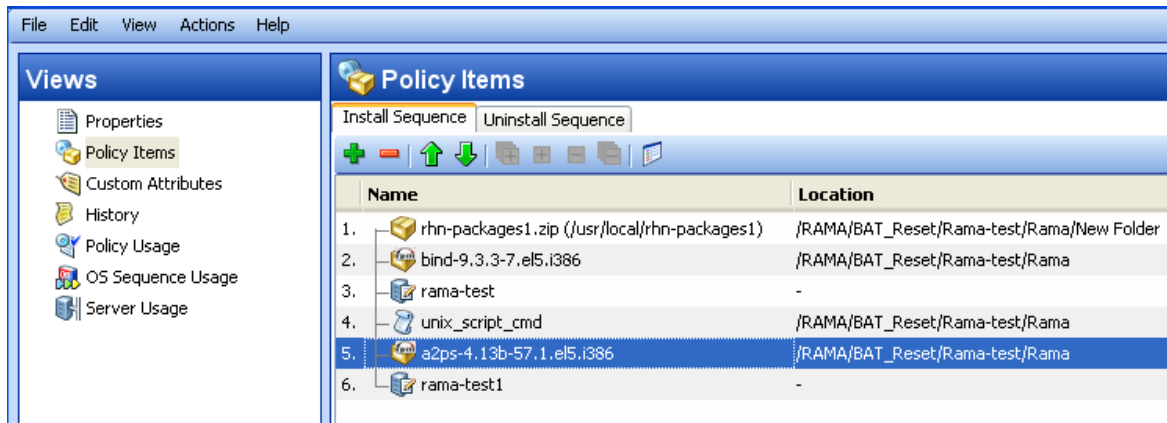 File Edit View Actions Help
Views
Properties
Policy Items
Custom Attributes
History
Policy Usage
OS Sequence Usage
Server Usage
Policy Items
Install Sequence Uninstall Sequence
Name Location
1. rhn-packages1.zip (/usr/local/rhn-packages1) /RAMA/BAT_Reset/Rama-test/Rama/New Folder
2. bind-9.3.3-7.el5.i386 /RAMA/BAT_Reset/Rama-test/Rama
3. rama-test -
4. unix_script_cmd /RAMA/BAT_Reset/Rama-test/Rama
5. a2ps-4.13b-57.1.el5.i386 /RAMA/BAT_Reset/Rama-test/Rama
6. rama-test1 -